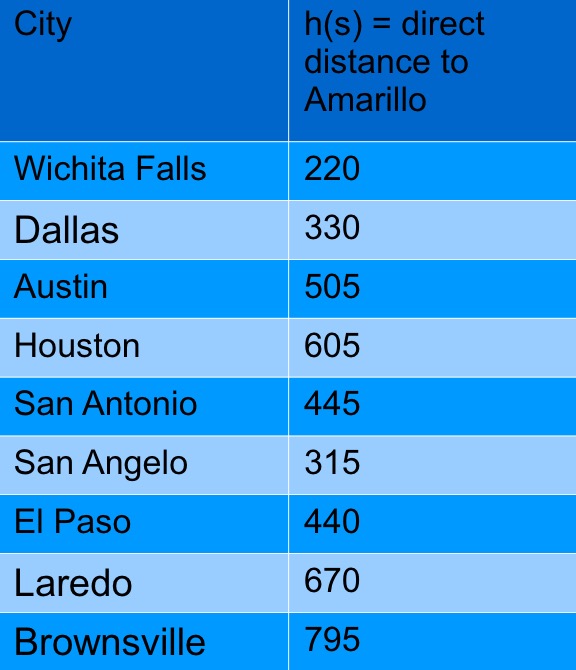 City
h(s) = direct
distance to
Amarillo
Wichita Falls 220
Dallas 330
Austin 505
Houston 605
San Antonio 445
San Angelo 315
El Paso 440
Laredo 670
Brownsville 795